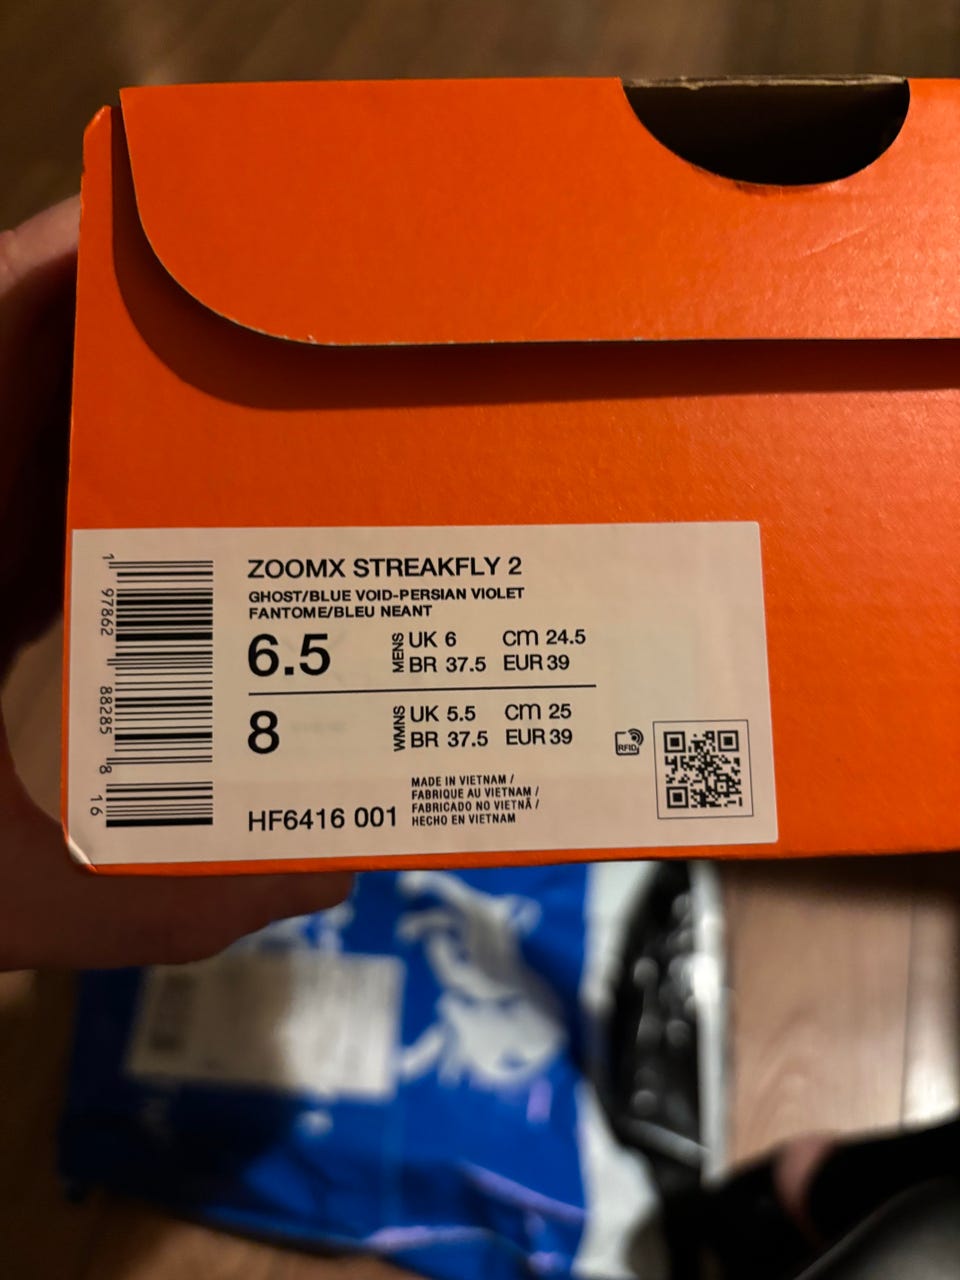 ZOOMX STREAKFLY 2
GHOST/BLUE VOID-PERSIAN VIOLET
FANTOME/BLEU NEANT
6.5 MENS UK 6 CM 24.5
BR 37.5 EUR 39
8 WMNS UK 5.5 CM 25
BR 37.5 EUR 39
RFID
MADE IN VIETNAM /
FABRIQUE AU VIETNAM /
FABRICADO NO VIETNÃ /
HECHO EN VIETNAM
HF6416 001
1 97862 88285 8 16